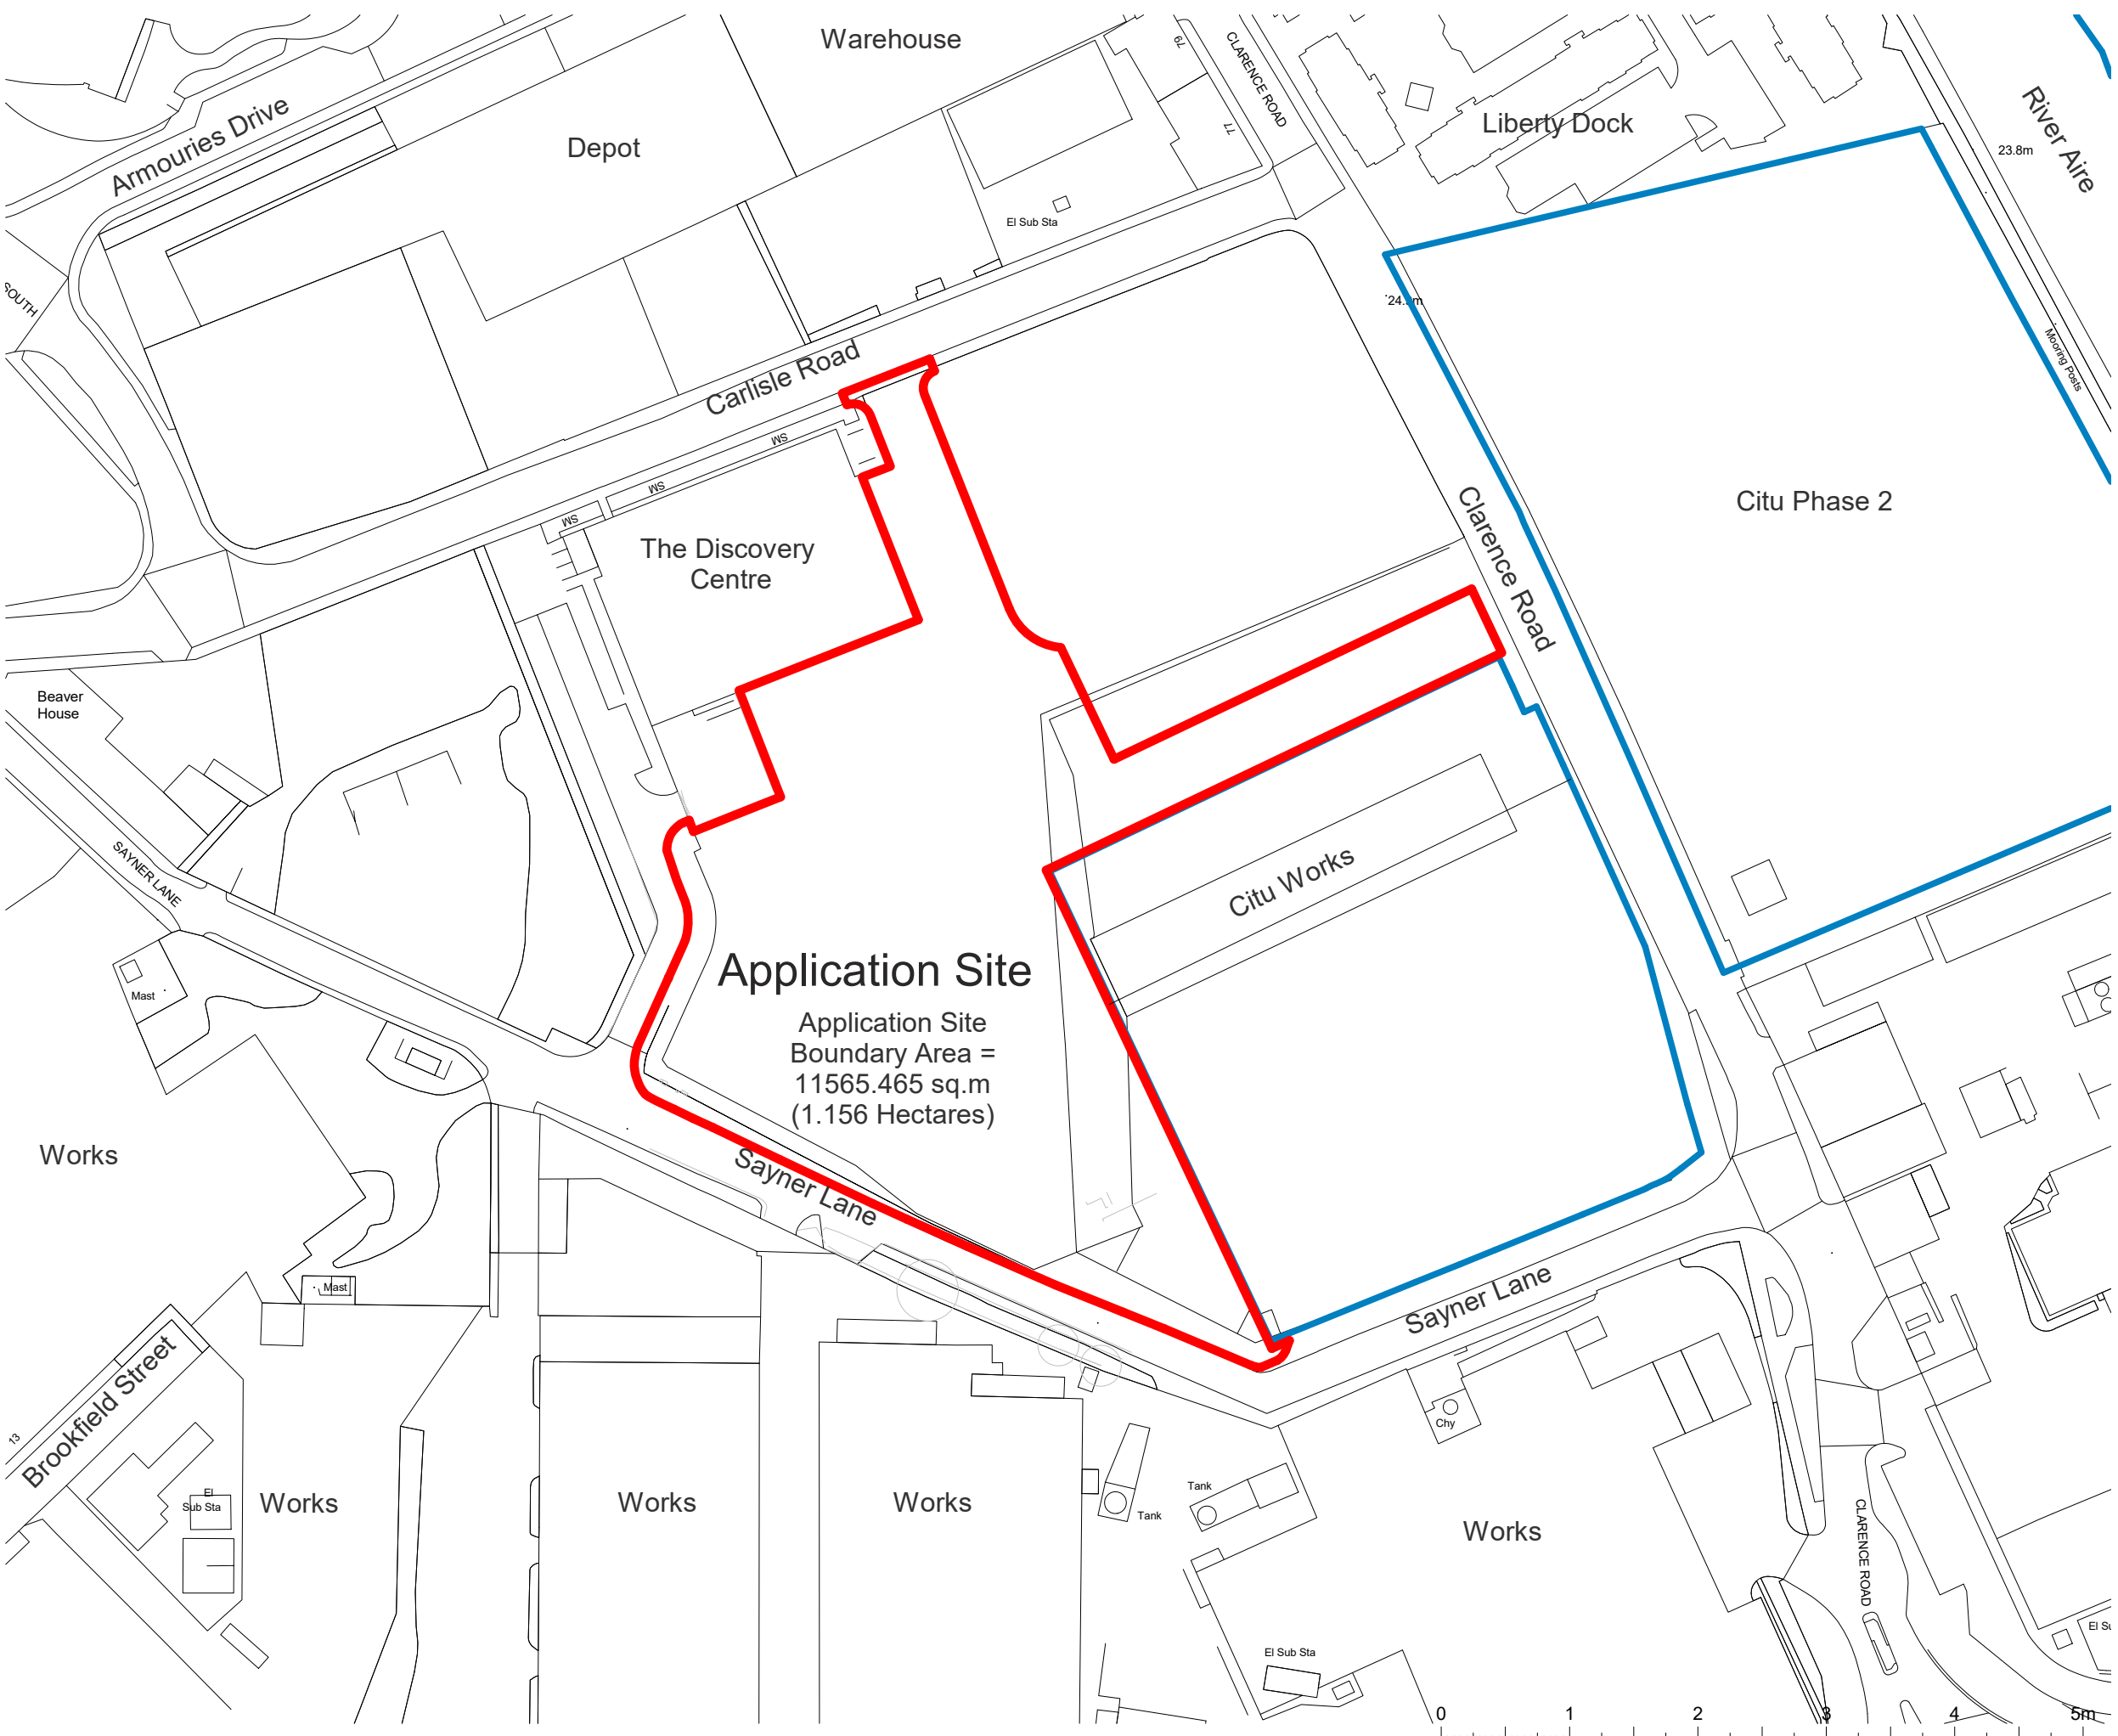 Warehouse
79
CLARENCE ROAD
77
Liberty Dock
River Aire
23.8m
Armouries Drive
Depot
El Sub Sta
SOUTH
Mooring Posts
Carlisle Road
SM
SM
SM
The Discovery
Centre
Clarence Road
Citu Phase 2
Beaver
House
SAYNER LANE
Citu Works
Application Site
Application Site
Boundary Area =
11565.465 sq.m
(1.156 Hectares)
Mast
Works
Sayner Lane
Sayner Lane
Mast
Brookfield Street
13
El
Sub Sta
Works
Works
Works
Tank
Tank
Chy
Works
CLARENCE ROAD
El Sub Sta
0 1 2 3 4 5m